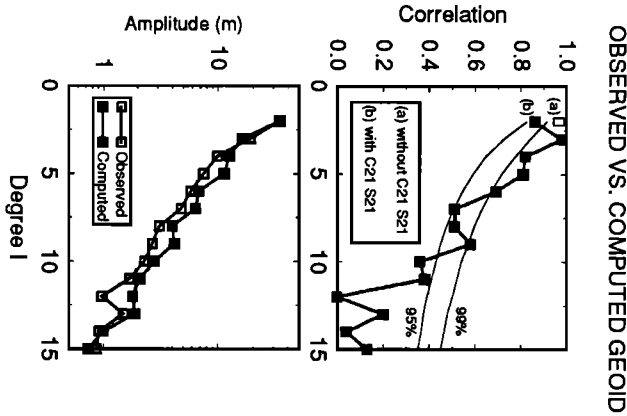 OBSERVED VS. COMPUTED GEOID
Correlation
1.0
0.8
0.6
0.4
0.2
0.0
(a)
(b)
(a) without C21 S21
(b) with C21 S21
99%
95%
0
5
10
15
Amplitude (m)
10
1
Observed
Computed
0
5
10
15
Degree l